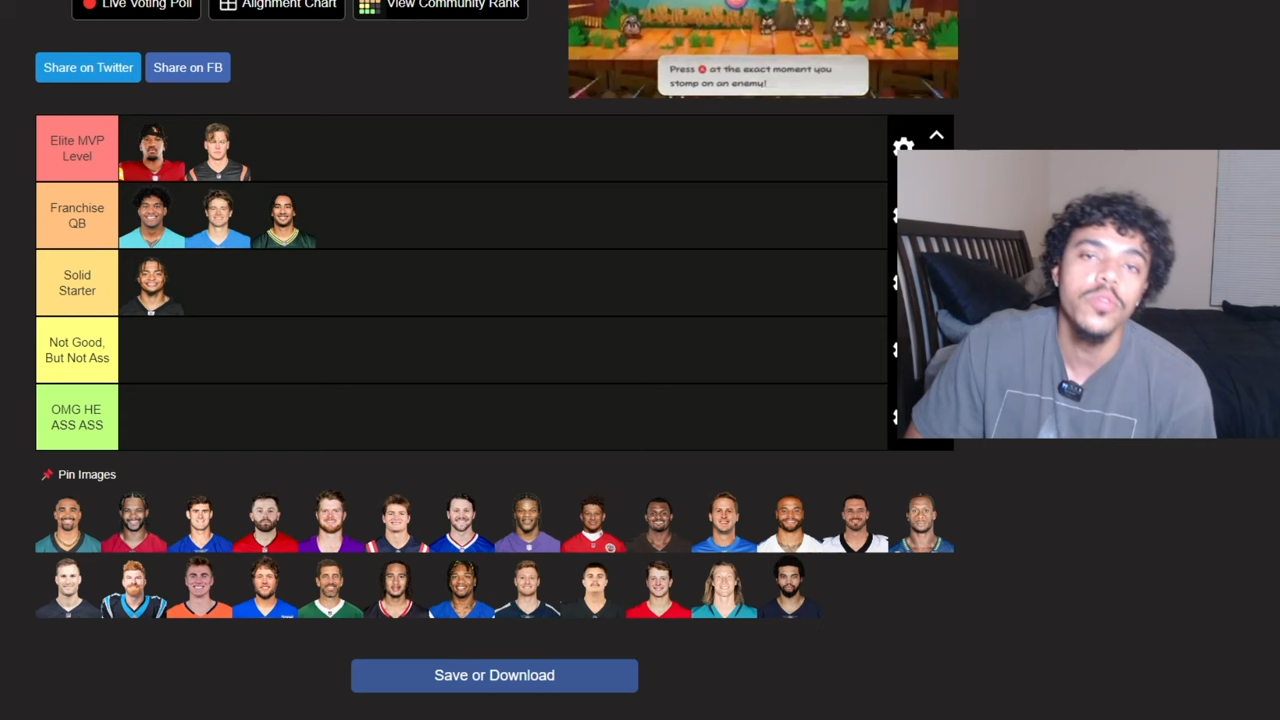 Live Voting Poll
Alignment Chart
View Community Rank
Share on Twitter
Share on FB
Press A at the exact moment you
stomp on an enemy!
Elite MVP
Level
Franchise
QB
Solid
Starter
Not Good,
But Not Ass
OMG HE
ASS ASS
Pin Images
Save or Download